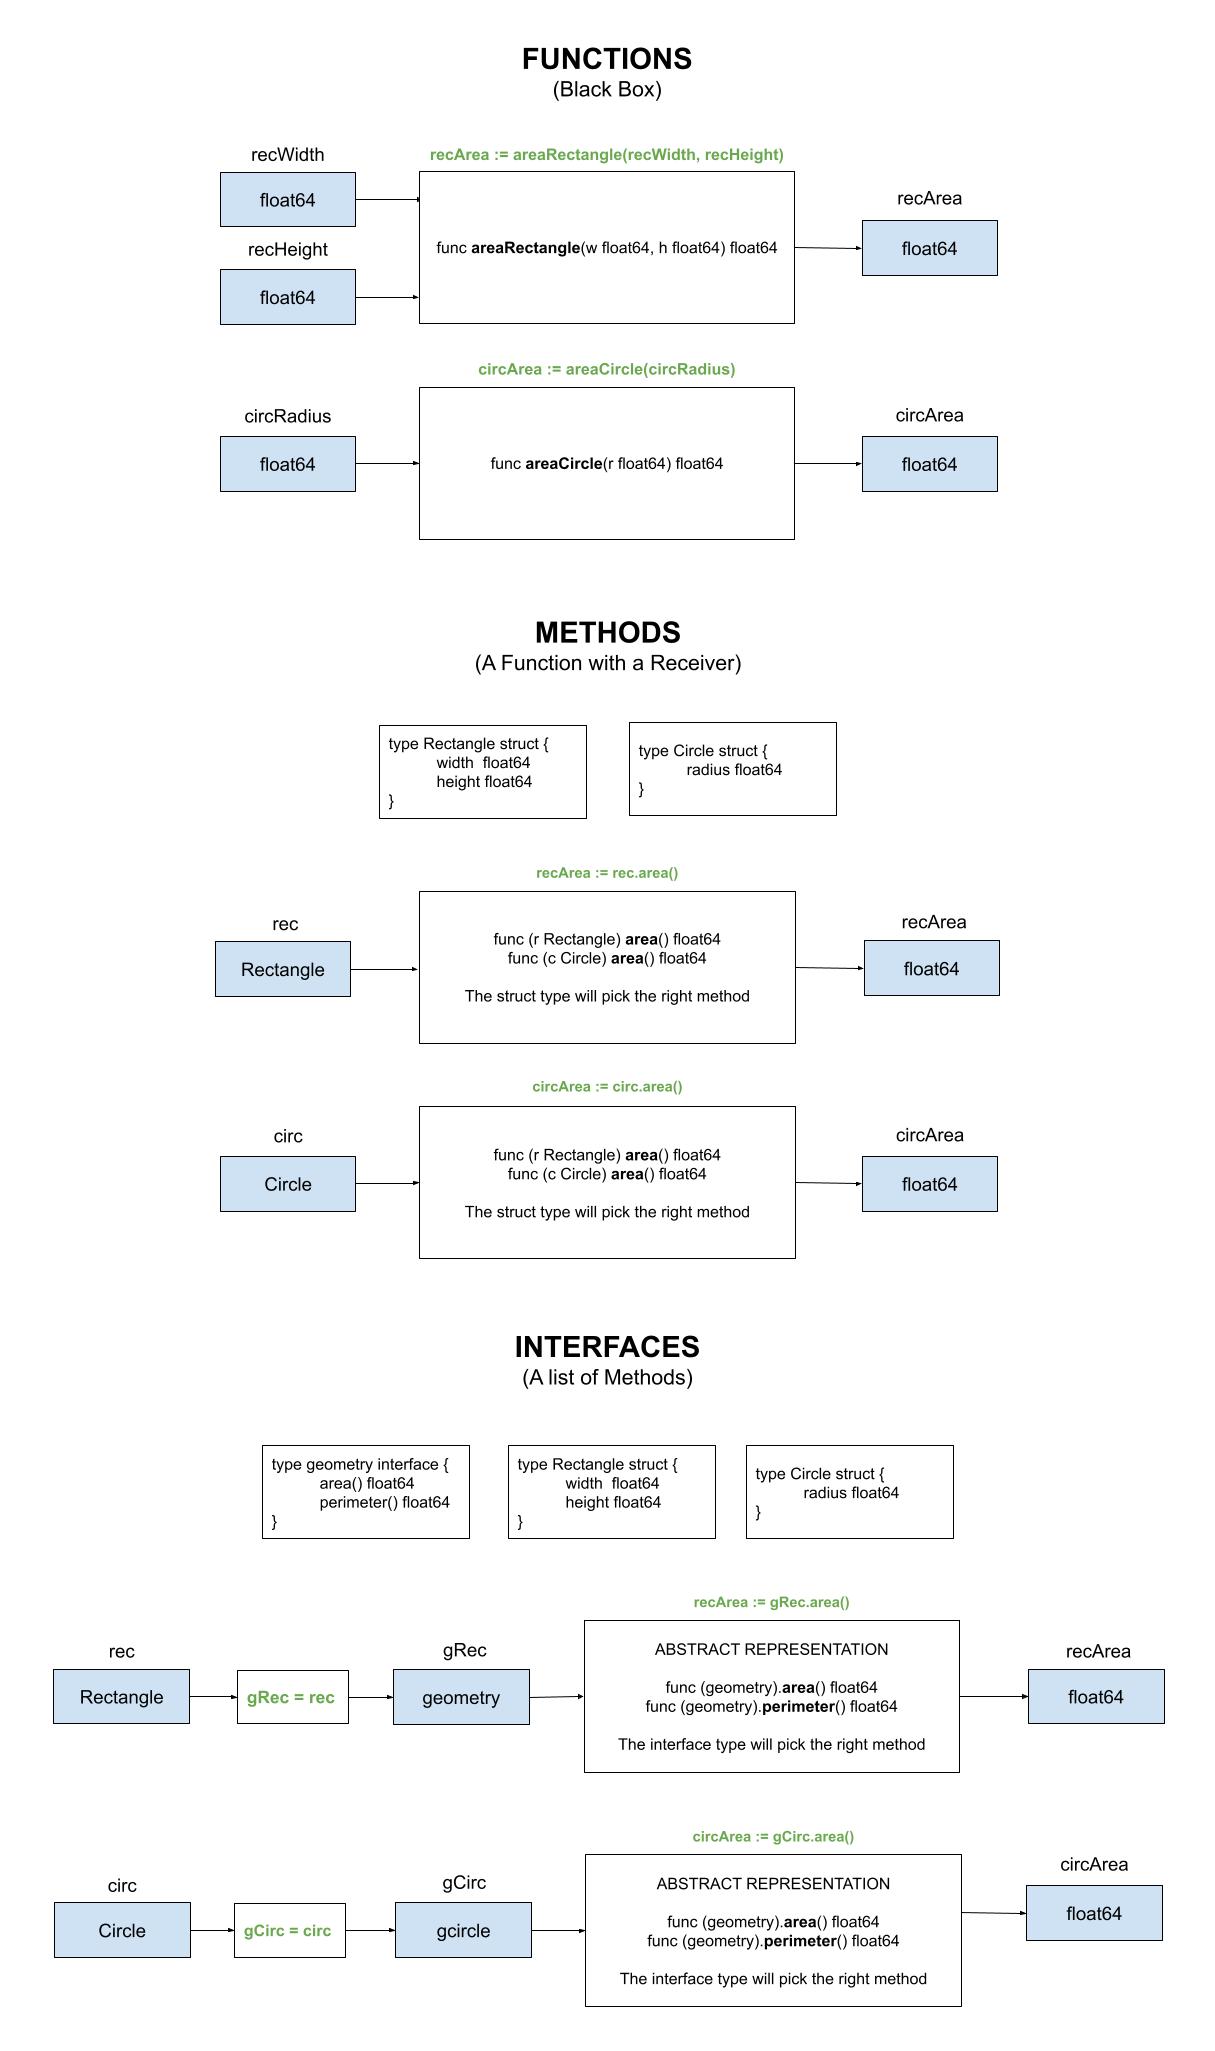 FUNCTIONS
(Black Box)
recWidth
float64
recHeight
float64
recArea := areaRectangle(recWidth, recHeight)
func areaRectangle(w float64, h float64) float64
recArea
float64
circArea := areaCircle(circRadius)
circRadius
float64
func areaCircle(r float64) float64
circArea
float64
METHODS
(A Function with a Receiver)
type Rectangle struct {
width  float64
height float64
}
type Circle struct {
radius float64
}
recArea := rec.area()
rec
Rectangle
func (r Rectangle) area() float64
func (c Circle) area() float64
The struct type will pick the right method
recArea
float64
circArea := circ.area()
circ
Circle
func (r Rectangle) area() float64
func (c Circle) area() float64
The struct type will pick the right method
circArea
float64
INTERFACES
(A list of Methods)
type geometry interface {
area() float64
perimeter() float64
}
type Rectangle struct {
width  float64
height float64
}
type Circle struct {
radius float64
}
recArea := gRec.area()
rec
Rectangle
gRec = rec
gRec
geometry
ABSTRACT REPRESENTATION
func (geometry).area() float64
func (geometry).perimeter() float64
The interface type will pick the right method
recArea
float64
circArea := gCirc.area()
circ
Circle
gCirc = circ
gCirc
gcircle
ABSTRACT REPRESENTATION
func (geometry).area() float64
func (geometry).perimeter() float64
The interface type will pick the right method
circArea
float64